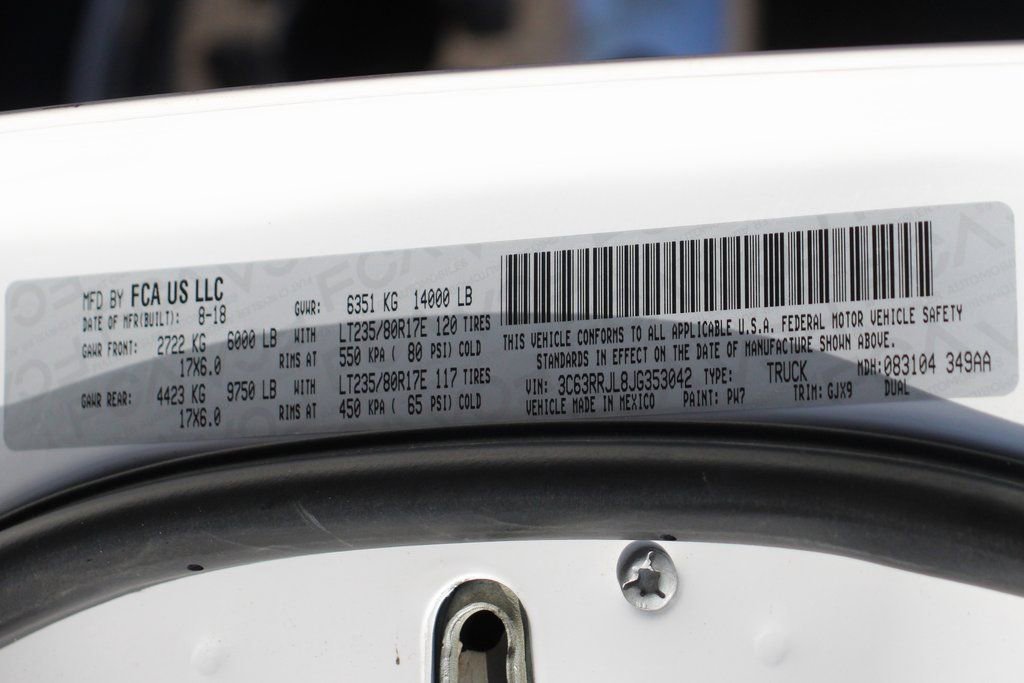 MFD BY FCA US LLC
DATE OF MFR(BUILT): 8-18 GVWR: 6351 KG 14000 LB
GAWR FRONT: 2722 KG 6000 LB WITH LT235/80R17E 120 TIRES
17X6.0 RIMS AT 550 KPA ( 80 PSI) COLD
GAWR REAR: 4423 KG 9750 LB WITH LT235/80R17E 117 TIRES
17X6.0 RIMS AT 450 KPA ( 65 PSI) COLD
THIS VEHICLE CONFORMS TO ALL APPLICABLE U.S.A. FEDERAL MOTOR VEHICLE SAFETY
STANDARDS IN EFFECT ON THE DATE OF MANUFACTURE SHOWN ABOVE.
VIN: 3C63RRJL8JG353042 TYPE: TRUCK MDH:083104 349AA
VEHICLE MADE IN MEXICO PAINT: PW7 TRIM: GJX9 DUAL